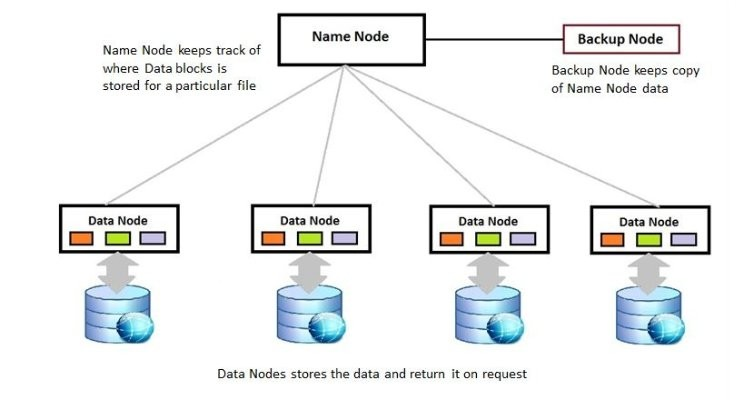 Name Node
Backup Node
Name Node keeps track of
where Data blocks is
stored for a particular file
Backup Node keeps copy
of Name Node data
Data Node
Data Node
Data Node
Data Node
Data Nodes stores the data and return it on request